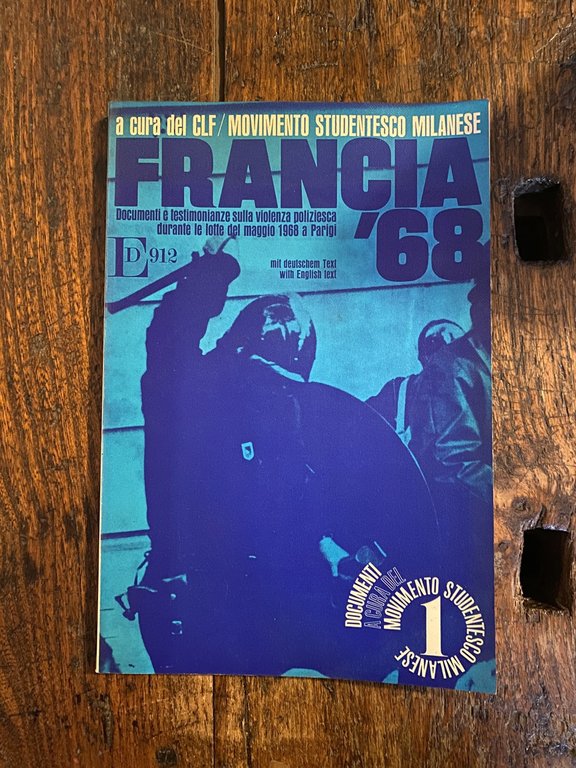 a cura del CLF / MOVIMENTO STUDENTESCO MILANESE
FRANCIA
'68
Documenti e testimonianze sulla violenza poliziesca
durante le lotte del maggio 1968 a Parigi
ED 912
mit deutschem Text
with English text
DOCUMENTI
A CURA DEL
MOVIMENTO STUDENTESCO MILANESE
1